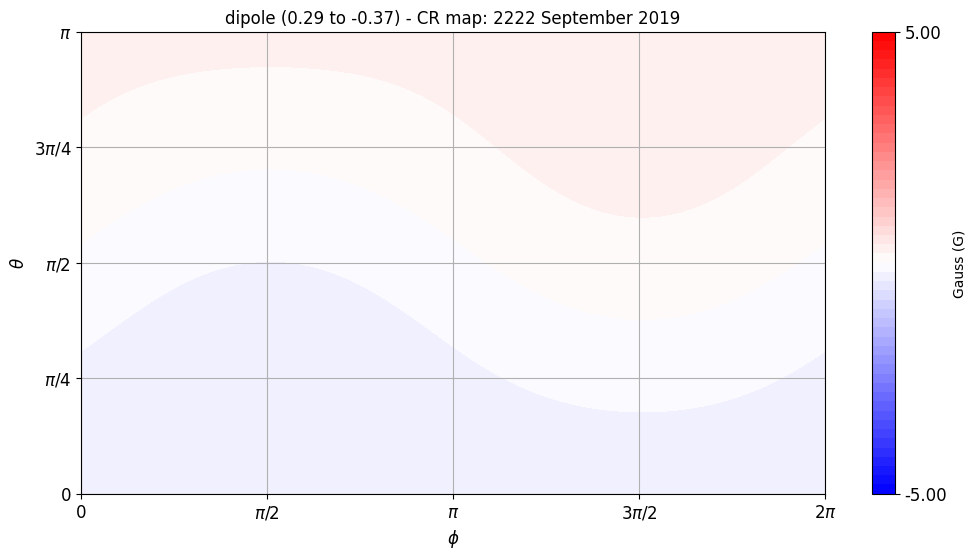 dipole (0.29 to -0.37) - CR map: 2222 September 2019
π
3π/4
π/2
π/4
0
θ
0
π/2
π
3π/2
2π
ϕ
5.00
-5.00
Gauss (G)